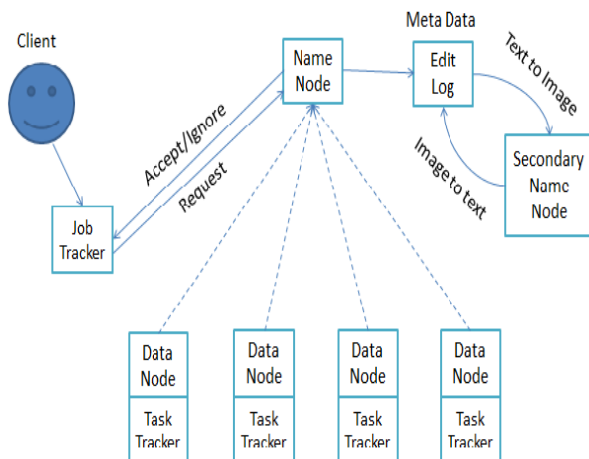 Client
Meta Data
Name
Node
Edit
Log
Text to Image
Image to text
Secondary
Name
Node
Accept/Ignore
Request
Job
Tracker
Data
Node
Task
Tracker
Data
Node
Task
Tracker
Data
Node
Task
Tracker
Data
Node
Task
Tracker